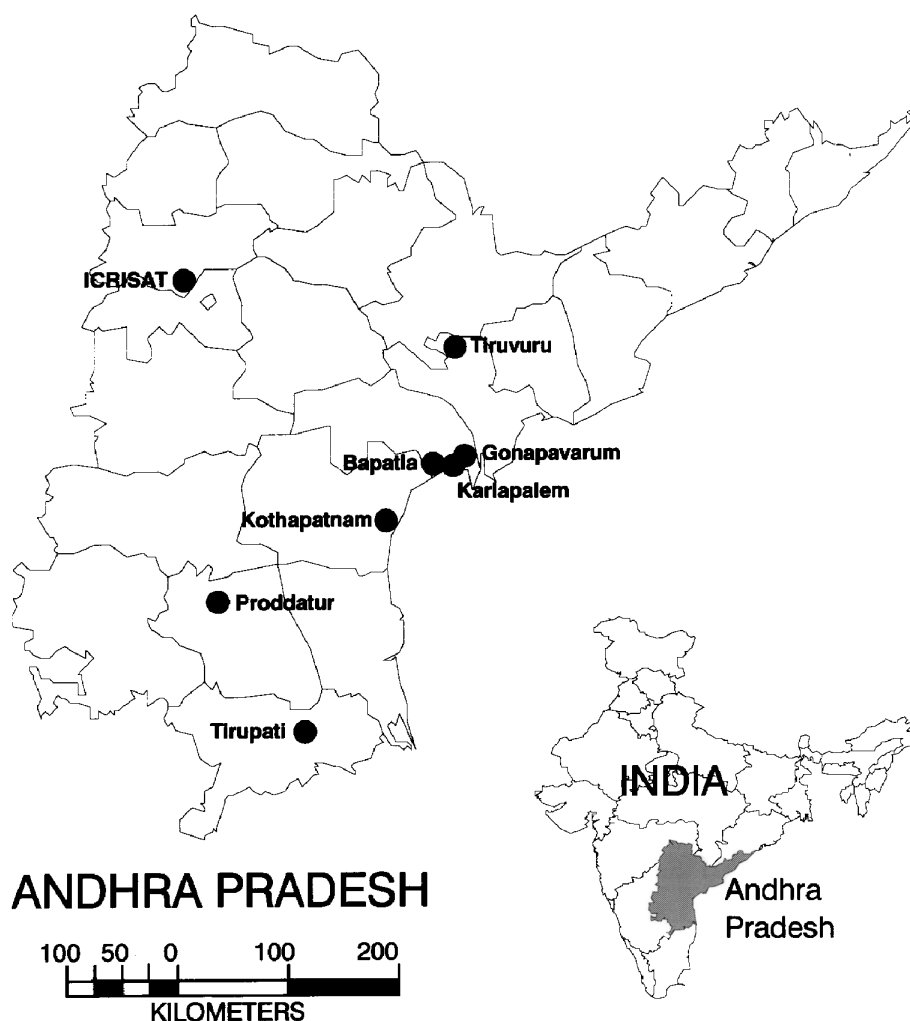 ICRISAT
Tiruvuru
Gonapavarum
Bapatla
Karlapalem
Kothapatnam
Proddatur
Tirupati
INDIA
ANDHRA PRADESH
Andhra
Pradesh
100 50 0 100 200
KILOMETERS